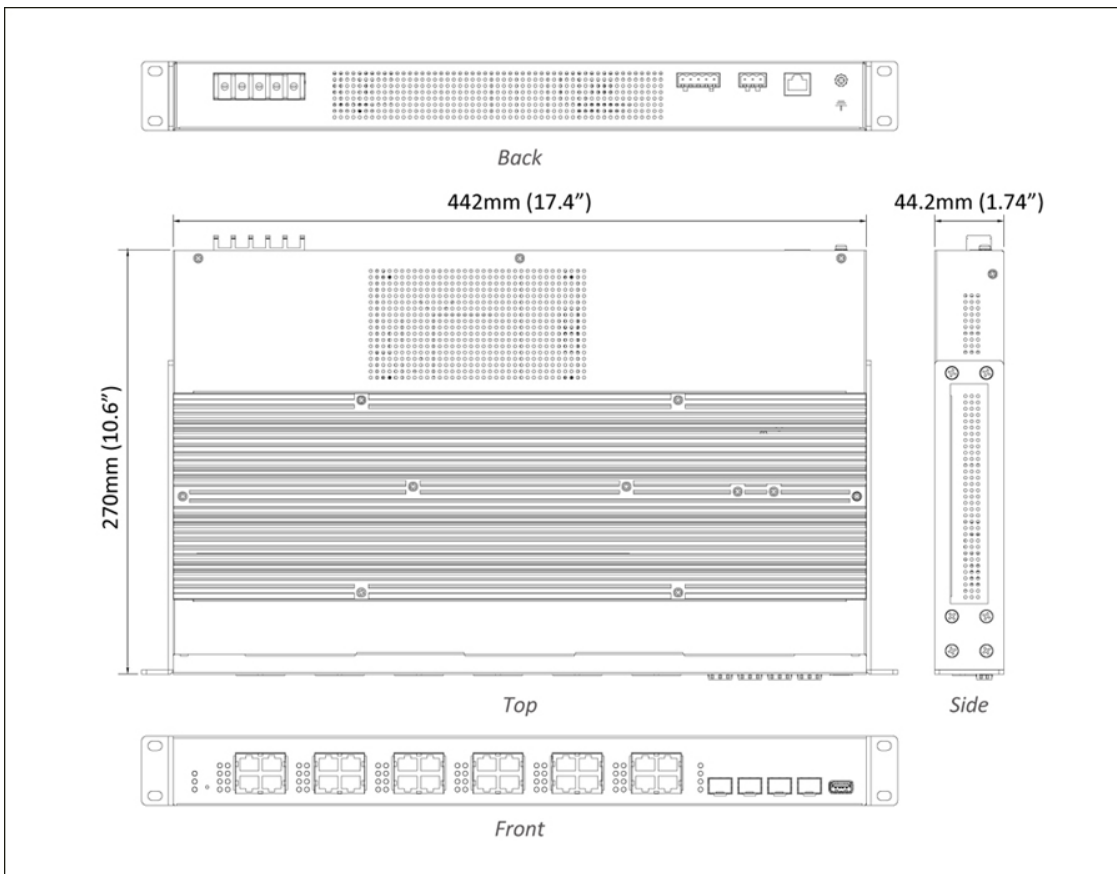 Back
442mm (17.4”)
44.2mm (1.74”)
270mm (10.6”)
Top
Side
Front